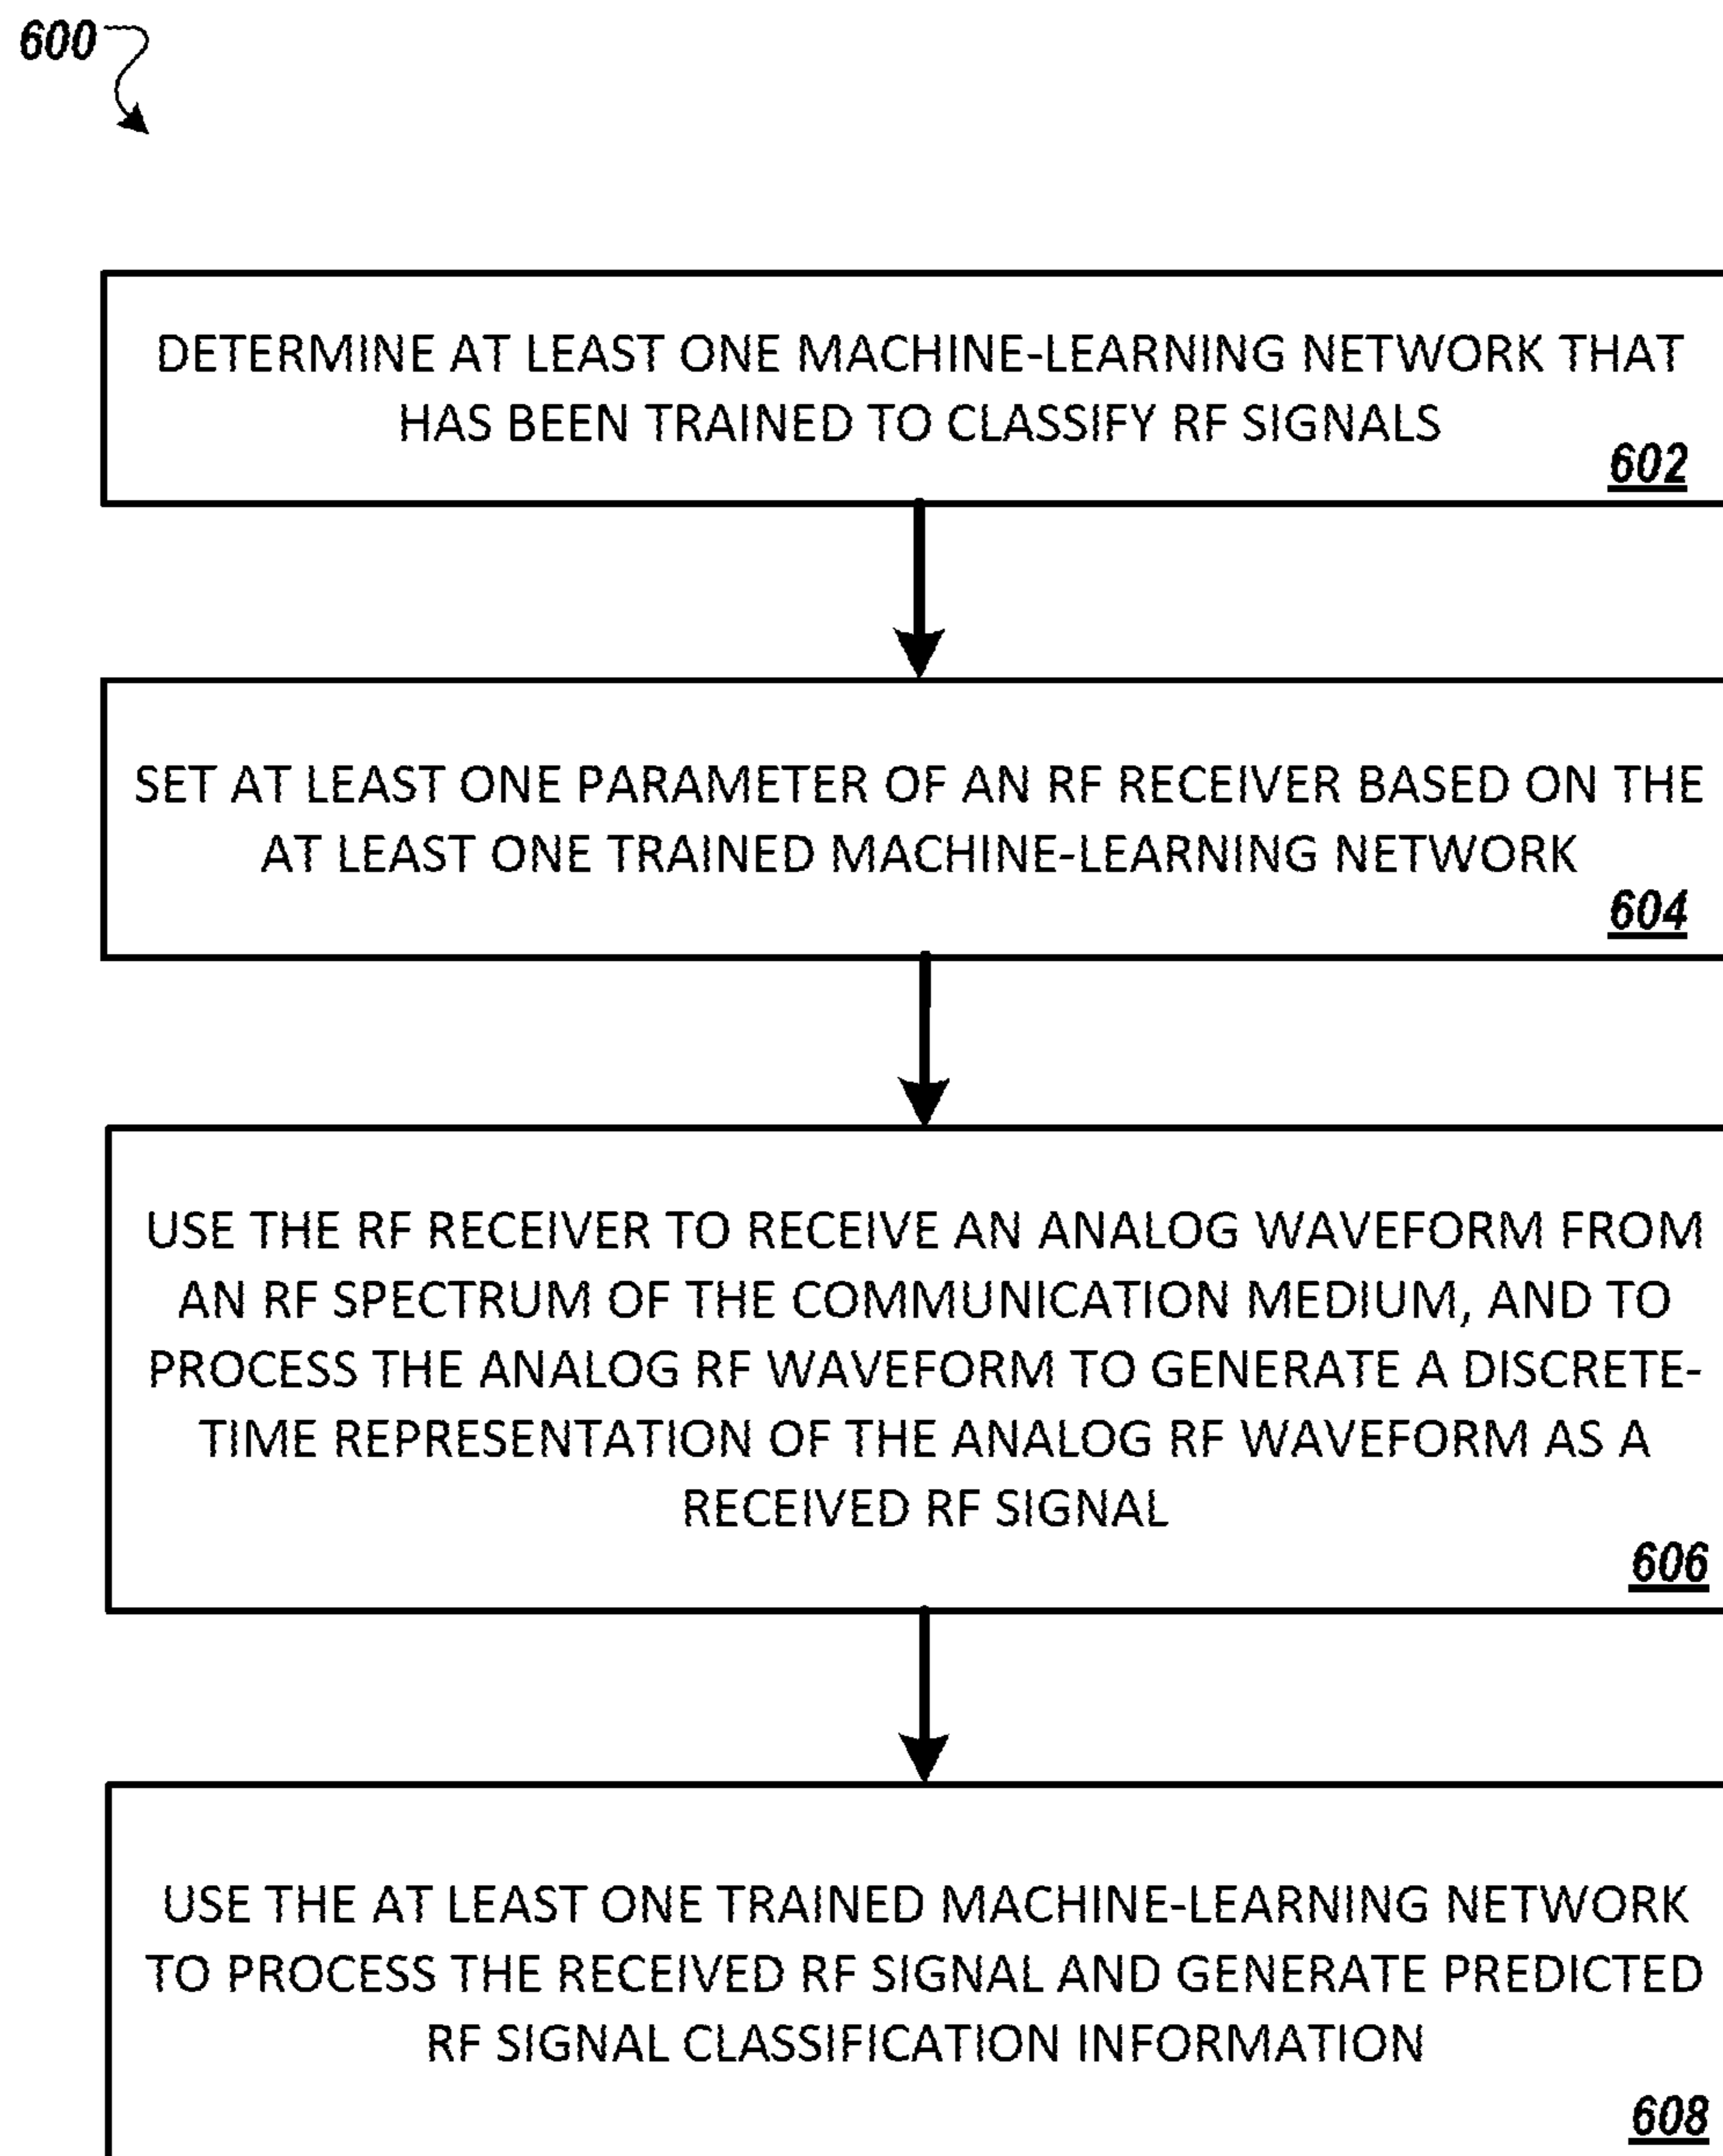 600
DETERMINE AT LEAST ONE MACHINE-LEARNING NETWORK THAT
HAS BEEN TRAINED TO CLASSIFY RF SIGNALS
602
SET AT LEAST ONE PARAMETER OF AN RF RECEIVER BASED ON THE
AT LEAST ONE TRAINED MACHINE-LEARNING NETWORK
604
USE THE RF RECEIVER TO RECEIVE AN ANALOG WAVEFORM FROM
AN RF SPECTRUM OF THE COMMUNICATION MEDIUM, AND TO
PROCESS THE ANALOG RF WAVEFORM TO GENERATE A DISCRETE-
TIME REPRESENTATION OF THE ANALOG RF WAVEFORM AS A
RECEIVED RF SIGNAL
606
USE THE AT LEAST ONE TRAINED MACHINE-LEARNING NETWORK
TO PROCESS THE RECEIVED RF SIGNAL AND GENERATE PREDICTED
RF SIGNAL CLASSIFICATION INFORMATION
608